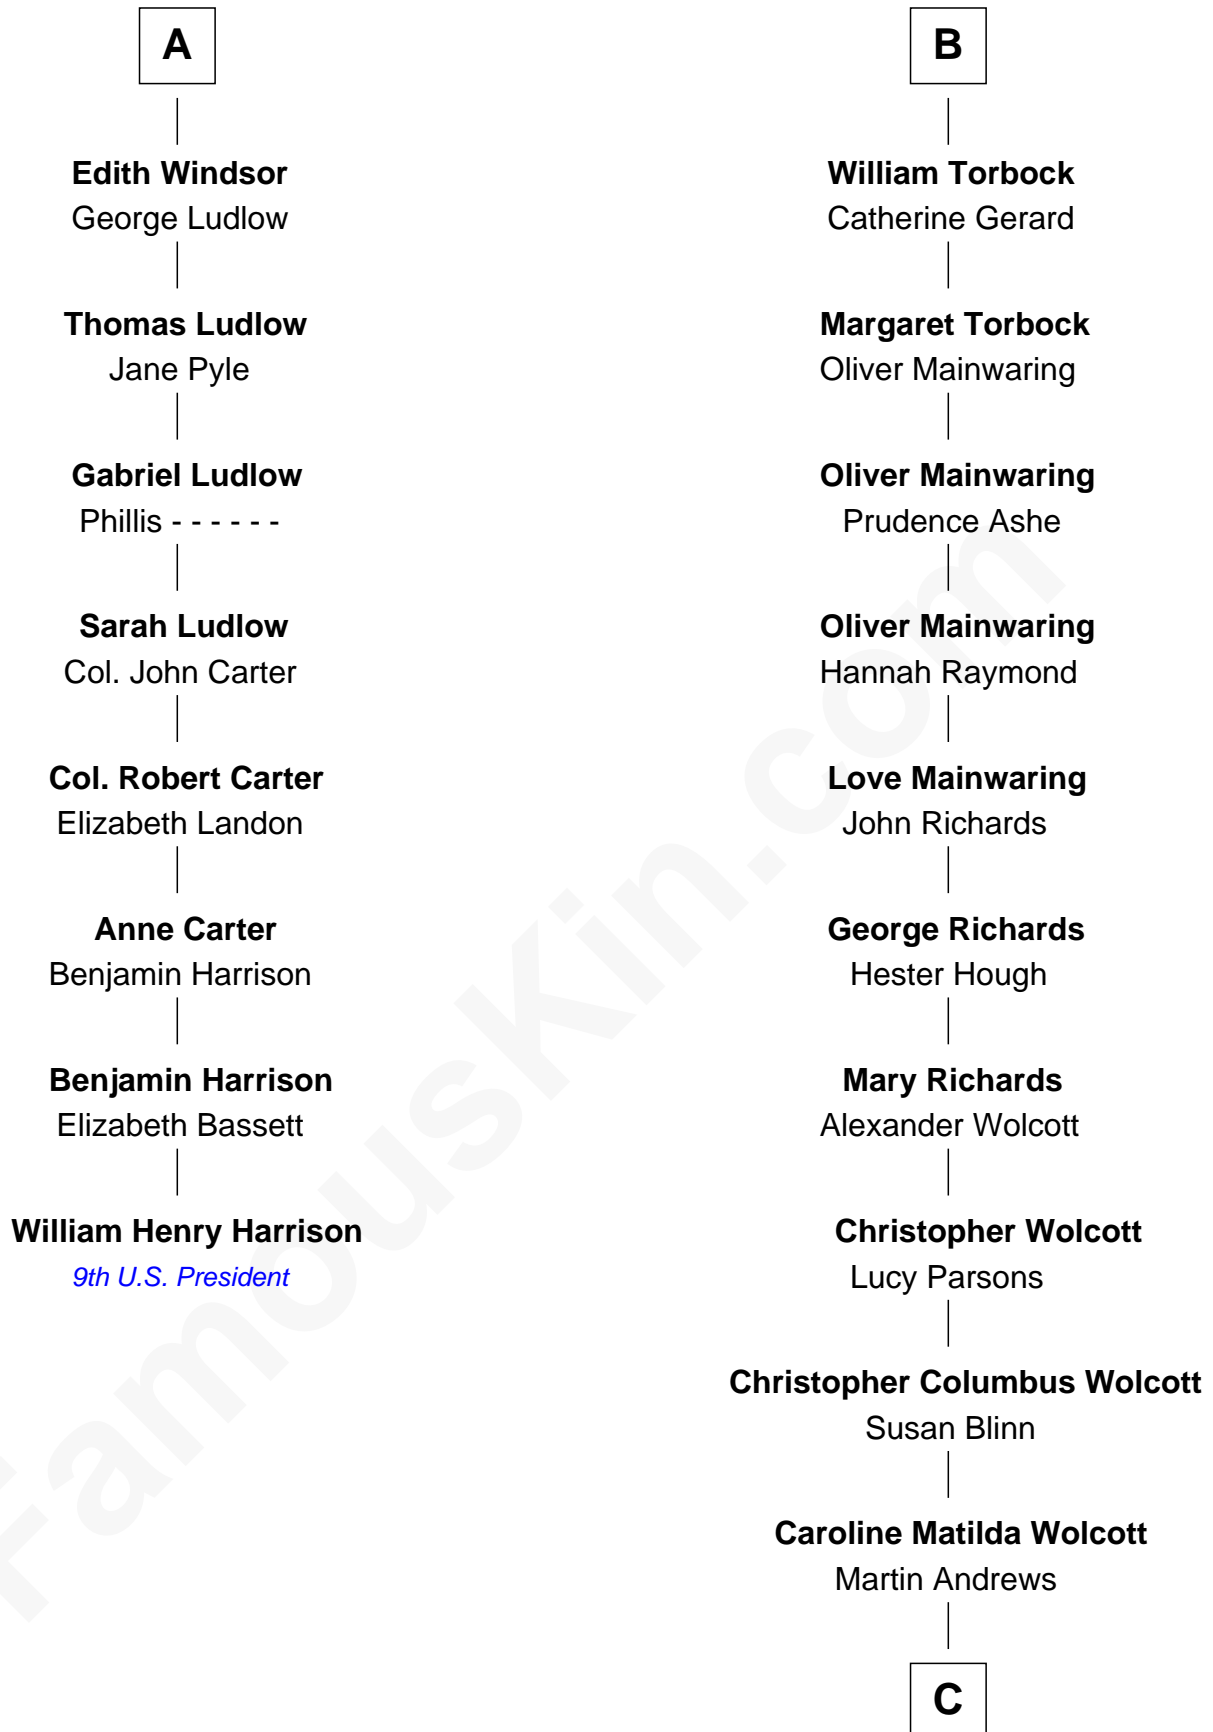 A
Edith Windsor
George Ludlow
Thomas Ludlow
Jane Pyle
Gabriel Ludlow
Phillis - - - - - -
Sarah Ludlow
Col. John Carter
Col. Robert Carter
Elizabeth Landon
Anne Carter
Benjamin Harrison
Benjamin Harrison
Elizabeth Bassett
William Henry Harrison
9th U.S. President
B
William Torbock
Catherine Gerard
Margaret Torbock
Oliver Mainwaring
Oliver Mainwaring
Prudence Ashe
Oliver Mainwaring
Hannah Raymond
Love Mainwaring
John Richards
George Richards
Hester Hough
Mary Richards
Alexander Wolcott
Christopher Wolcott
Lucy Parsons
Christopher Columbus Wolcott
Susan Blinn
Caroline Matilda Wolcott
Martin Andrews
C
FamousKin.com